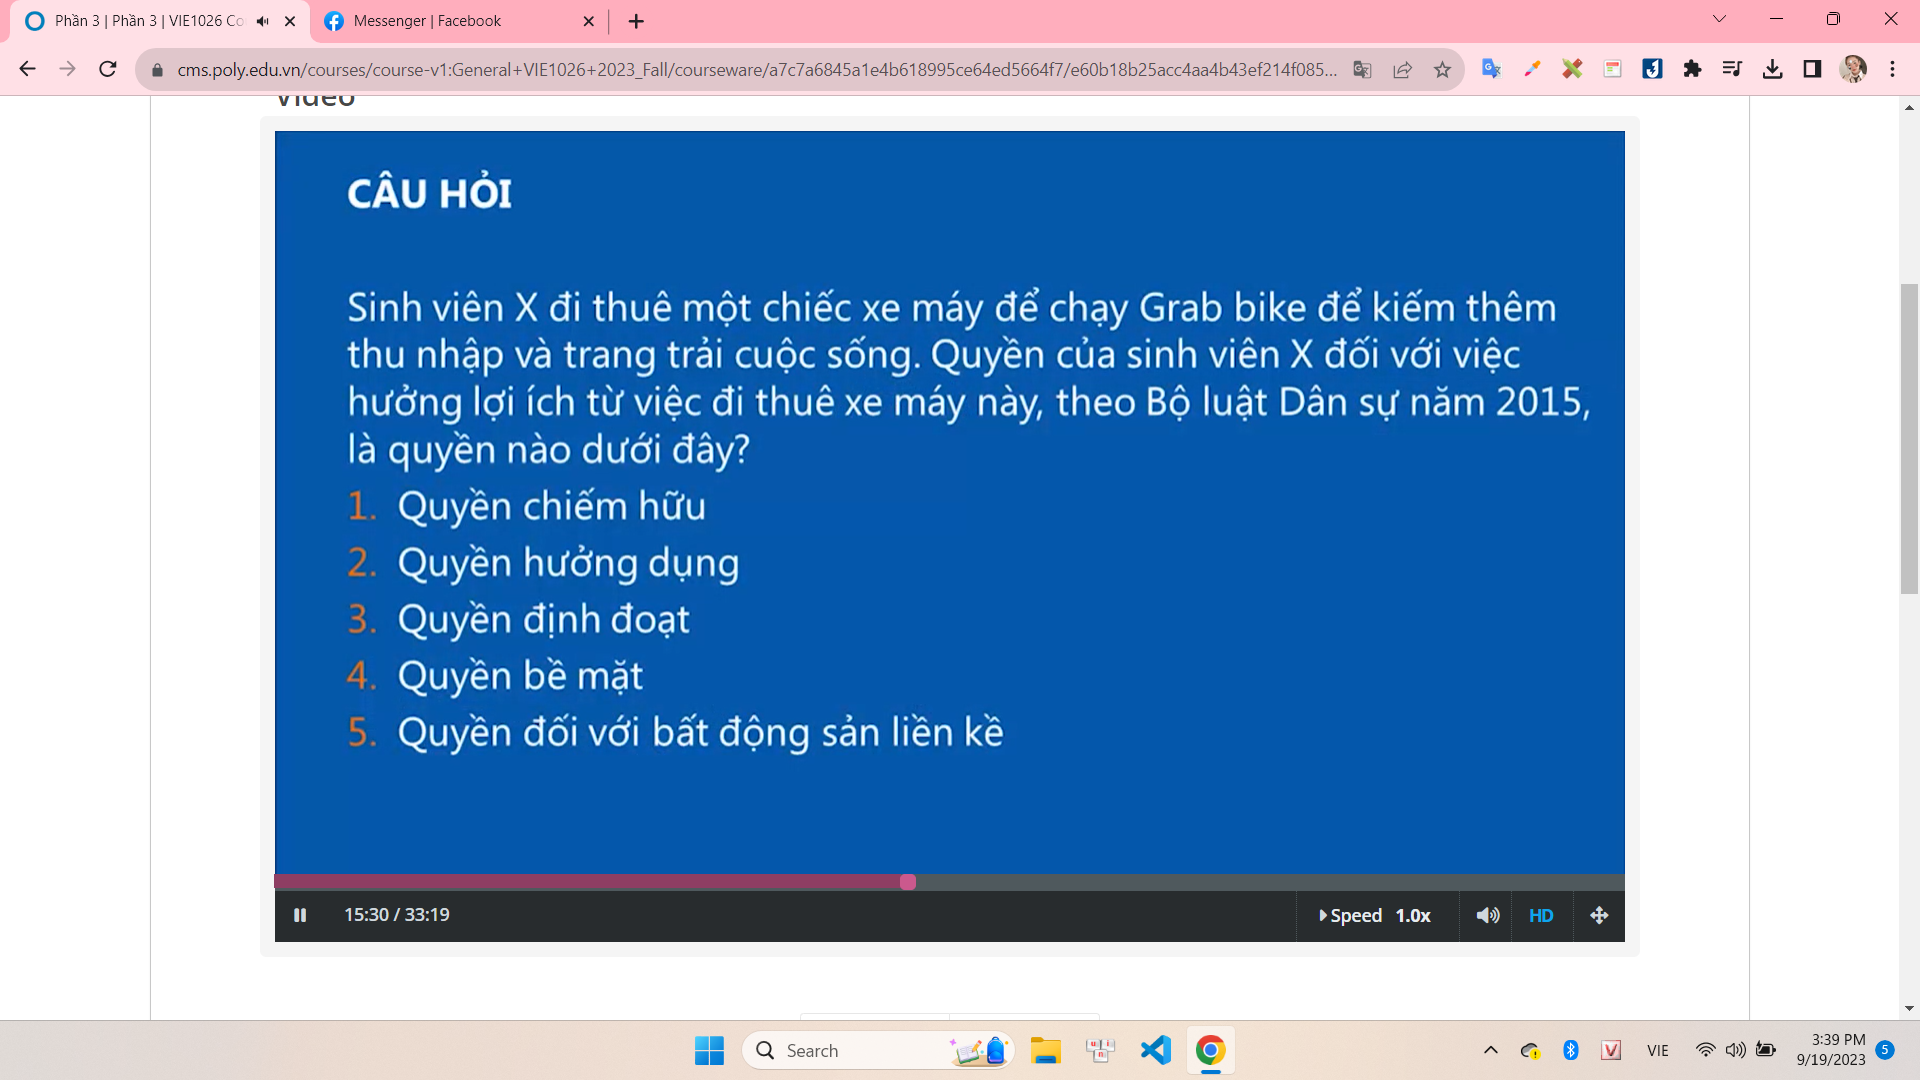 Phần 3 | Phần 3 | VIE1026 Co
Messenger | Facebook
cms.poly.edu.vn/courses/course-v1:General+VIE1026+2023_Fall/courseware/a7c7a6845a1e4b618995ce64ed5664f7/e60b18b25acc4aa4b43ef214f085...
Video
CÂU HỎI
Sinh viên X đi thuê một chiếc xe máy để chạy Grab bike để kiếm thêm
thu nhập và trang trải cuộc sống. Quyền của sinh viên X đối với việc
hưởng lợi ích từ việc đi thuê xe máy này, theo Bộ luật Dân sự năm 2015,
là quyền nào dưới đây?
1. Quyền chiếm hữu
2. Quyền hưởng dụng
3. Quyền định đoạt
4. Quyền bề mặt
5. Quyền đối với bất động sản liền kề
15:30 / 33:19
Speed 1.0x
HD
Search
VIE
3:39 PM
9/19/2023
5